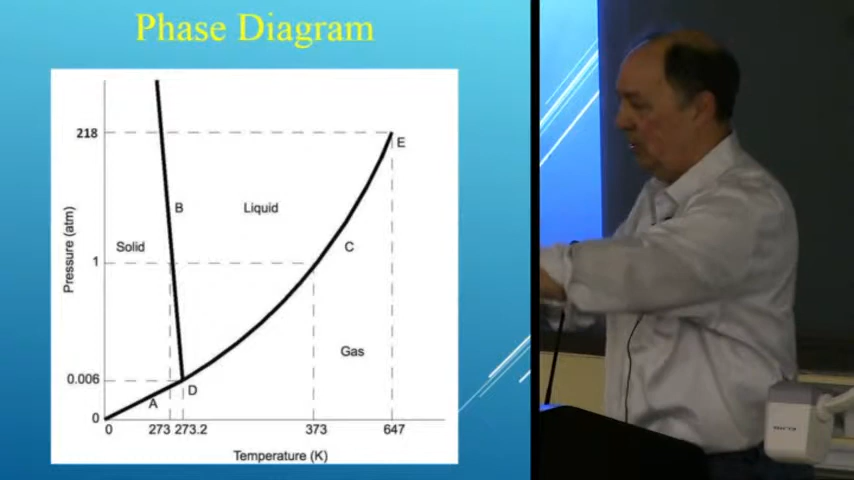 Phase Diagram
218
E
B
Liquid
Solid
C
1
Pressure (atm)
Gas
0.006
D
A
0
0 273 273.2 373 647
Temperature (K)